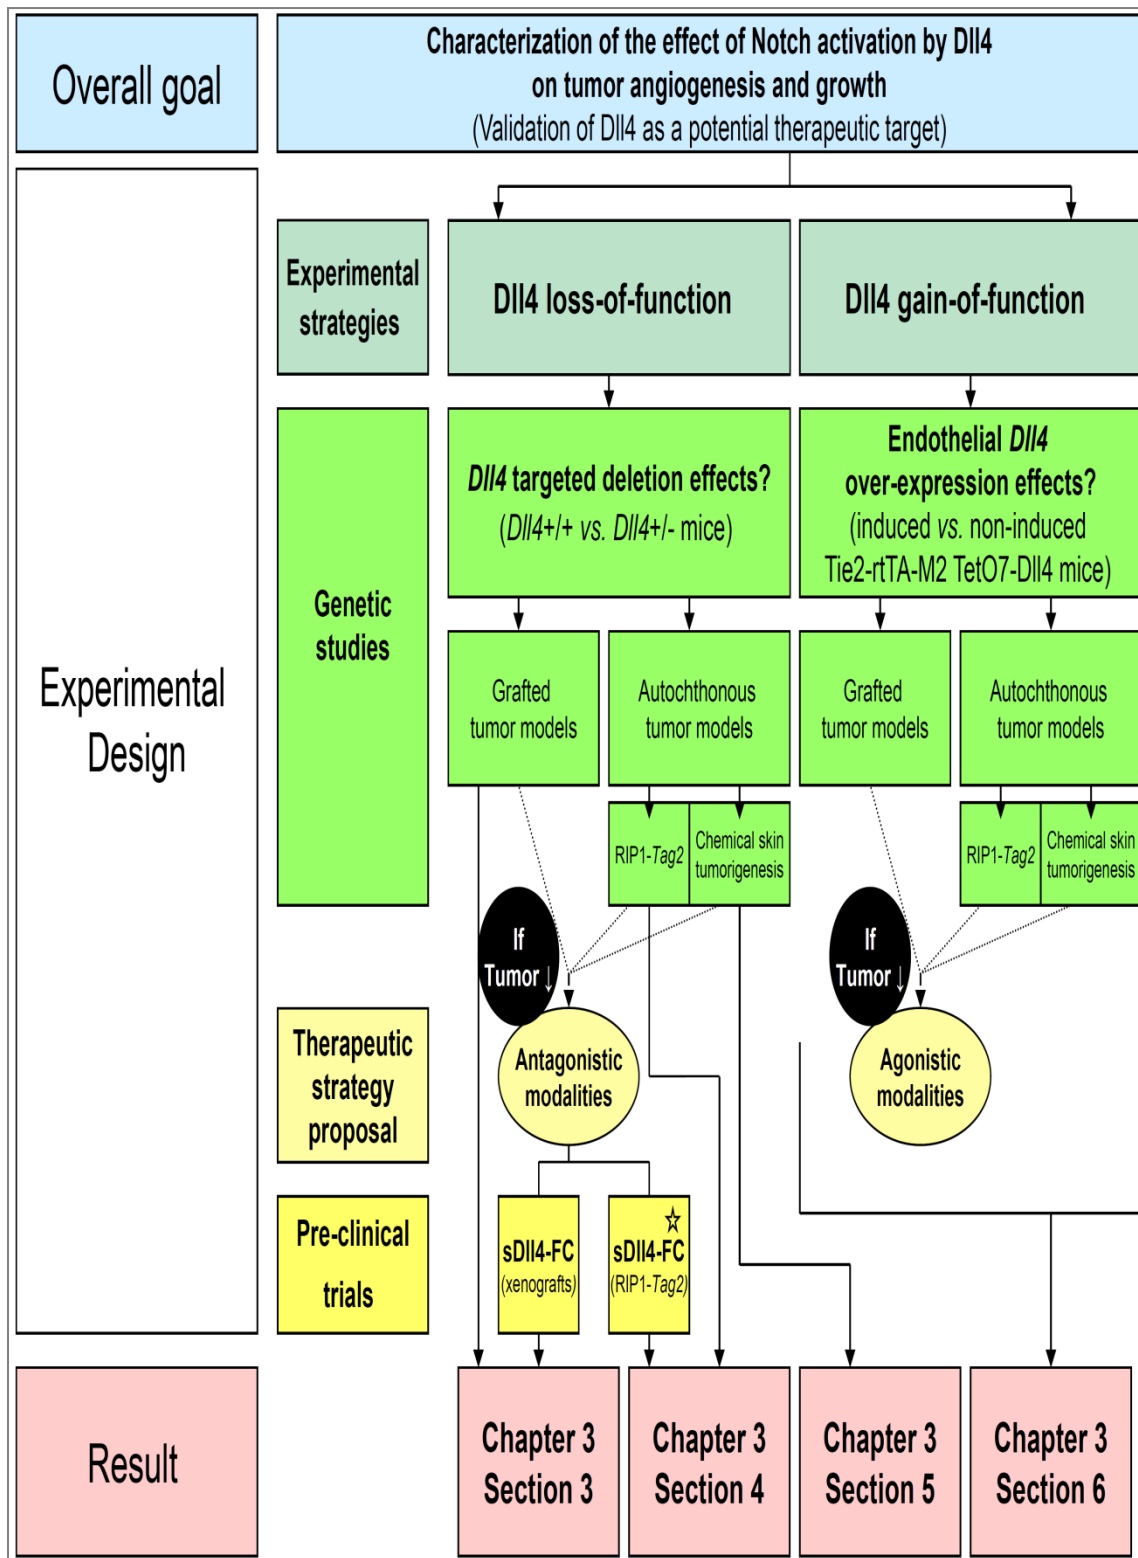 Overall goal
Characterization of the effect of Notch activation by Dll4
on tumor angiogenesis and growth
(Validation of Dll4 as a potential therapeutic target)
Experimental
Design
Experimental
strategies
Dll4 loss-of-function
Dll4 gain-of-function
Genetic
studies
Dll4 targeted deletion effects?
(Dll4+/+ vs. Dll4+/- mice)
Endothelial Dll4
over-expression effects?
(induced vs. non-induced
Tie2-rtTA-M2 TetO7-Dll4 mice)
Grafted
tumor models
Autochthonous
tumor models
Grafted
tumor models
Autochthonous
tumor models
RIP1-Tag2
Chemical skin
tumorigenesis
RIP1-Tag2
Chemical skin
tumorigenesis
If
Tumor ↓
If
Tumor ↓
Therapeutic
strategy
proposal
Antagonistic
modalities
Agonistic
modalities
Pre-clinical
trials
sDll4-FC
(xenografts)
☆
sDll4-FC
(RIP1-Tag2)
Result
Chapter 3
Section 3
Chapter 3
Section 4
Chapter 3
Section 5
Chapter 3
Section 6